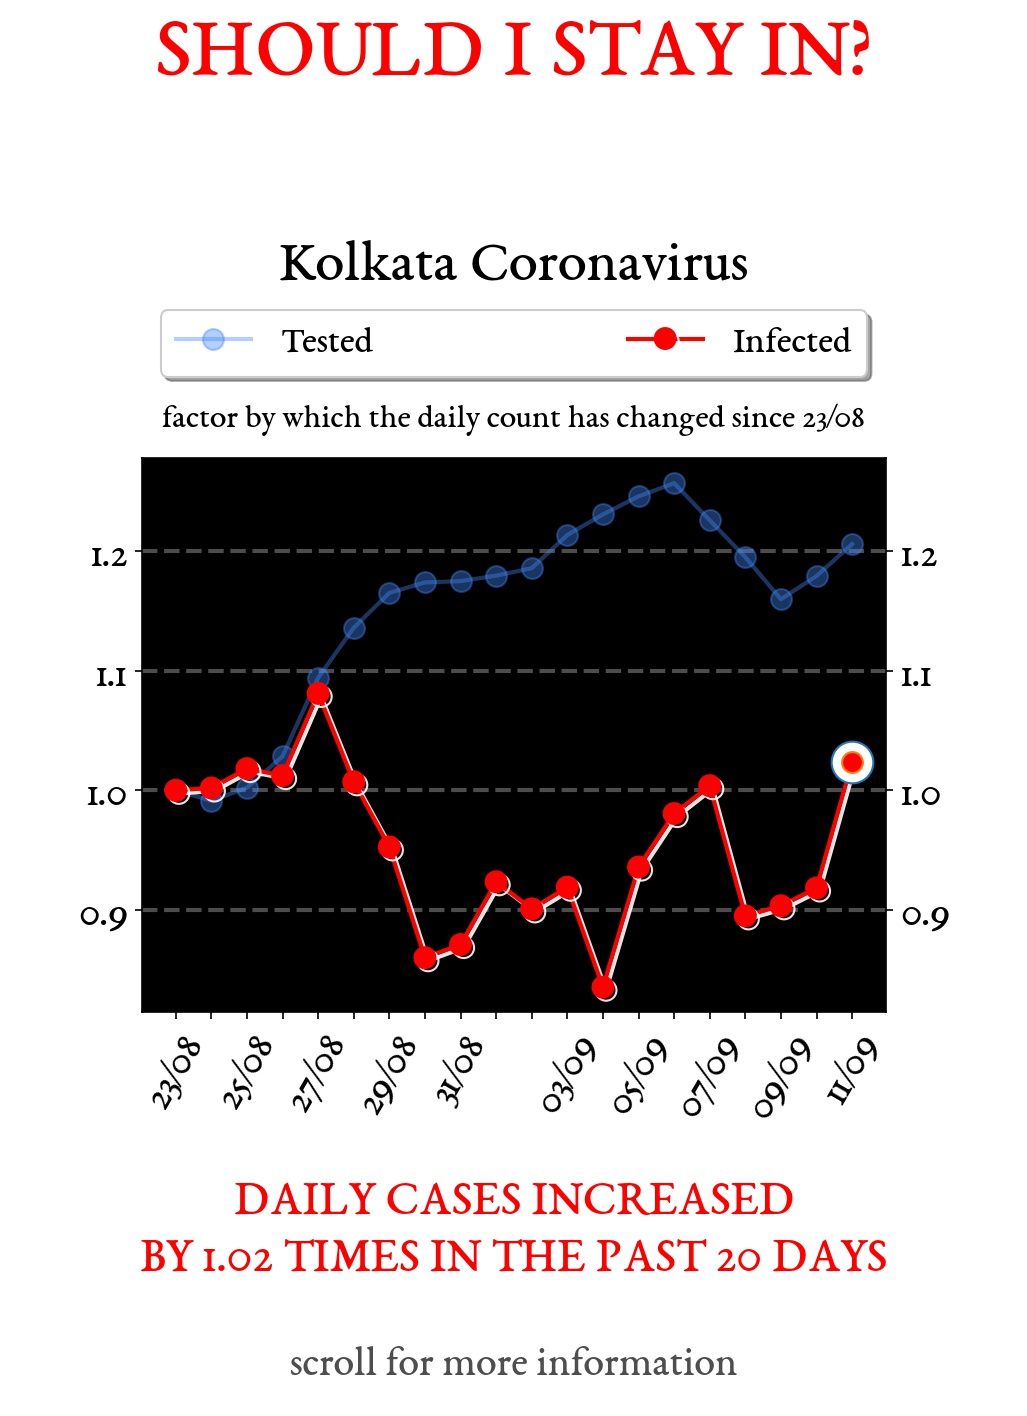 SHOULD I STAY IN?
Kolkata Coronavirus
Tested Infected
factor by which the daily count has changed since 23/08
1.2 1.2
1.1 1.1
1.0 1.0
0.9 0.9
23/08 25/08 27/08 29/08 31/08 03/09 05/09 07/09 09/09 11/09
DAILY CASES INCREASED
BY 1.02 TIMES IN THE PAST 20 DAYS
scroll for more information